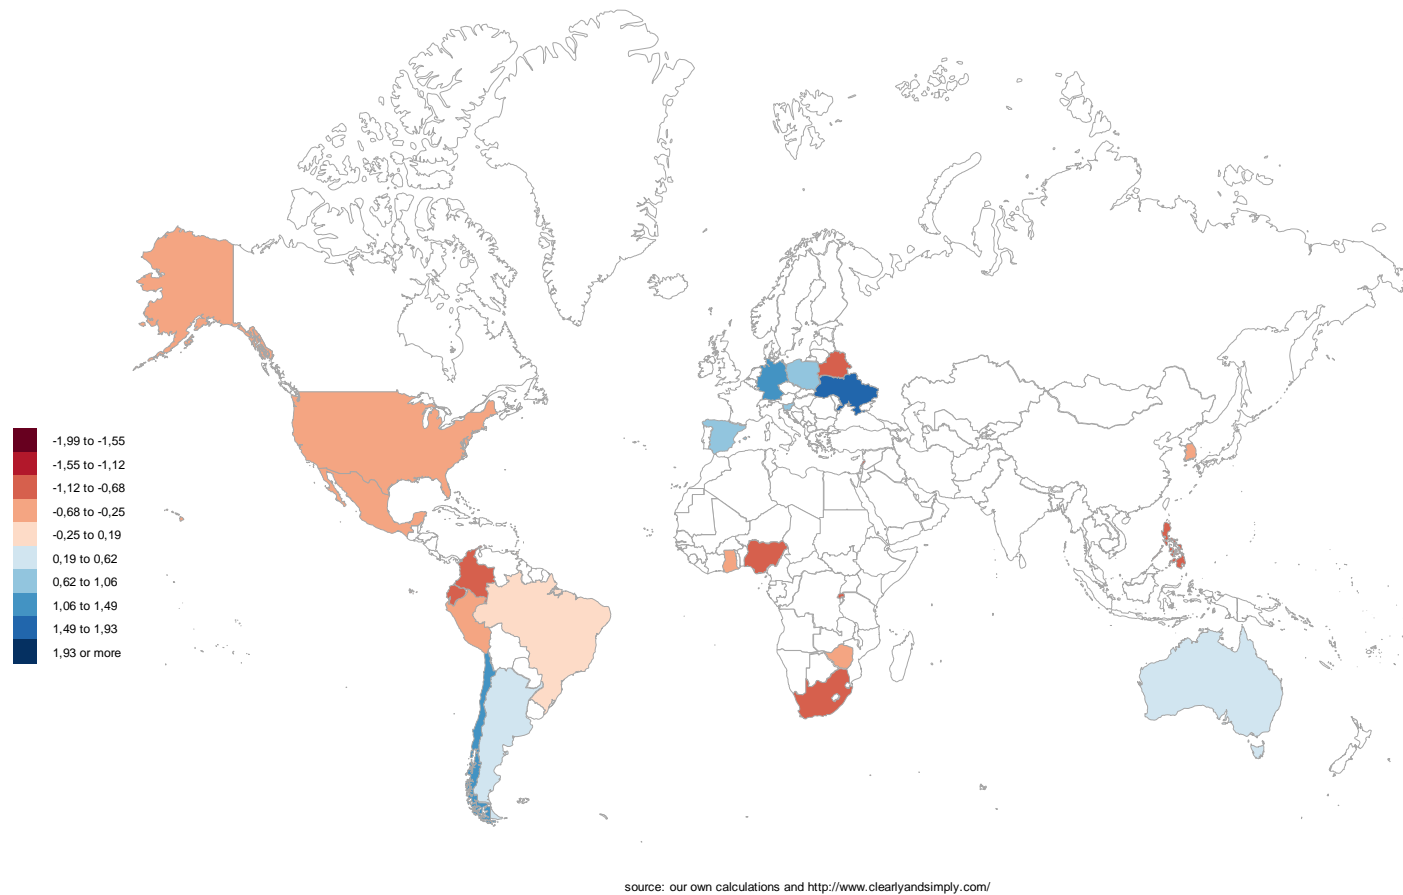 -1,99 to -1,55
-1,55 to -1,12
-1,12 to -0,68
-0,68 to -0,25
-0,25 to 0,19
0,19 to 0,62
0,62 to 1,06
1,06 to 1,49
1,49 to 1,93
1,93 or more
source: our own calculations and http://www.clearlyandsimply.com/